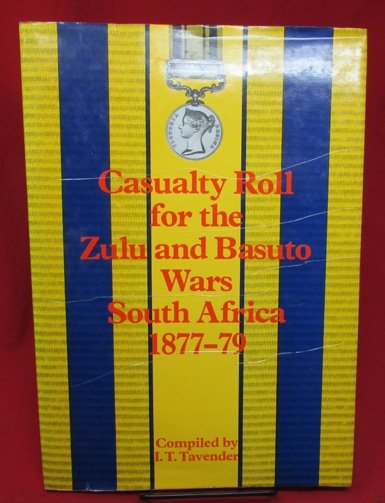 Casualty Roll
for the
Zulu and Basuto
Wars
South Africa
1877-79
Compiled by
I. T. Tavender